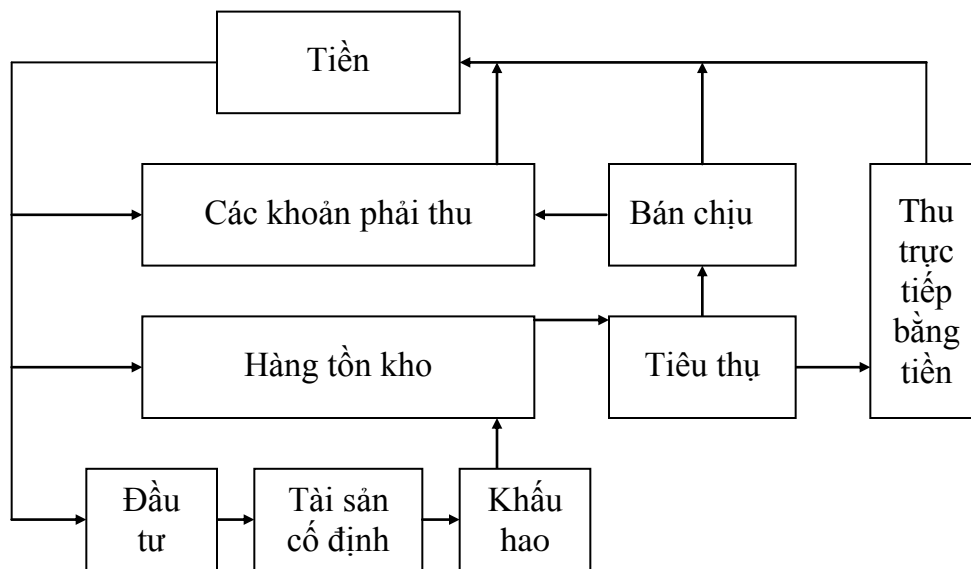 Tiền
Các khoản phải thu
Bán chịu
Thu
trực
tiếp
bằng
tiền
Hàng tồn kho
Tiêu thụ
Đầu
tư
Tài sản
cố định
Khấu
hao